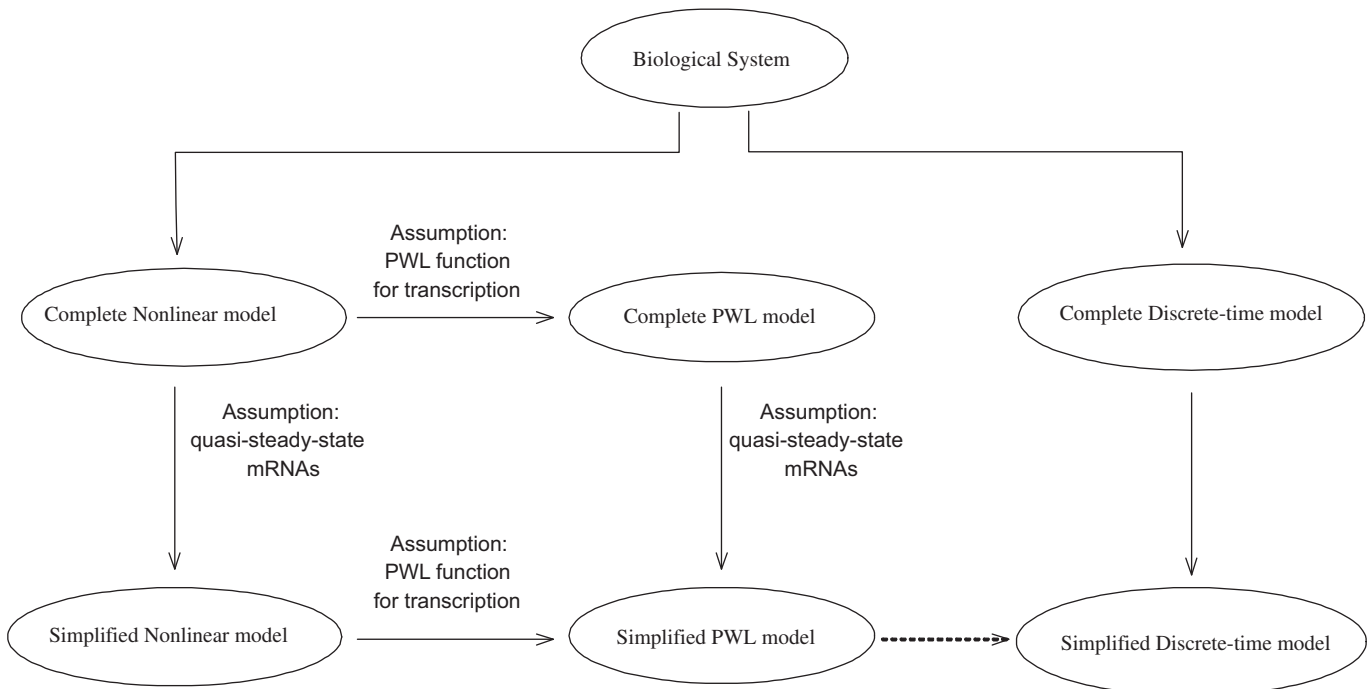 Biological System
Assumption:
PWL function
for transcription
Complete Nonlinear model
Complete PWL model
Complete Discrete-time model
Assumption:
quasi-steady-state
mRNAs
Assumption:
quasi-steady-state
mRNAs
Assumption:
PWL function
for transcription
Simplified Nonlinear model
Simplified PWL model
Simplified Discrete-time model